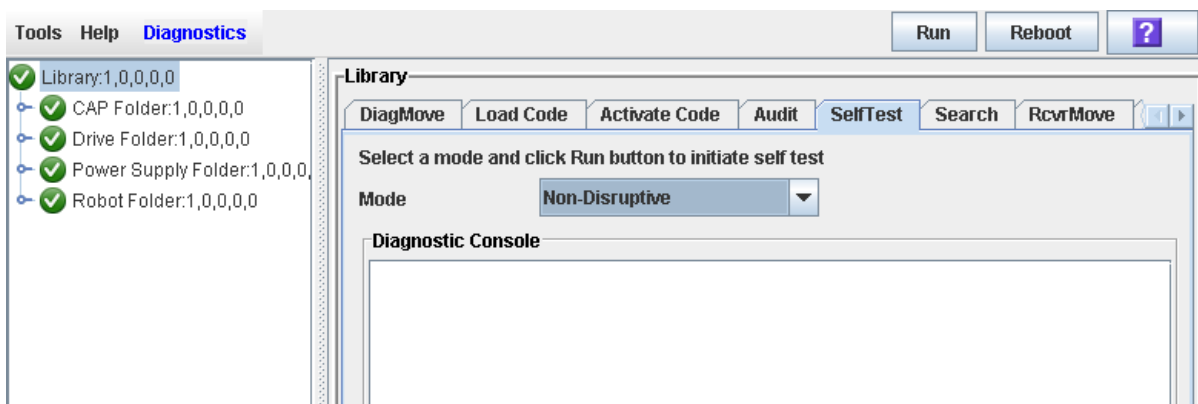 Tools Help Diagnostics
Run
Reboot
?
Library:1,0,0,0,0
CAP Folder:1,0,0,0,0
Drive Folder:1,0,0,0,0
Power Supply Folder:1,0,0,0,
Robot Folder:1,0,0,0,0
Library
DiagMove Load Code Activate Code Audit SelfTest Search RcvrMove
Select a mode and click Run button to initiate self test
Mode Non-Disruptive
Diagnostic Console